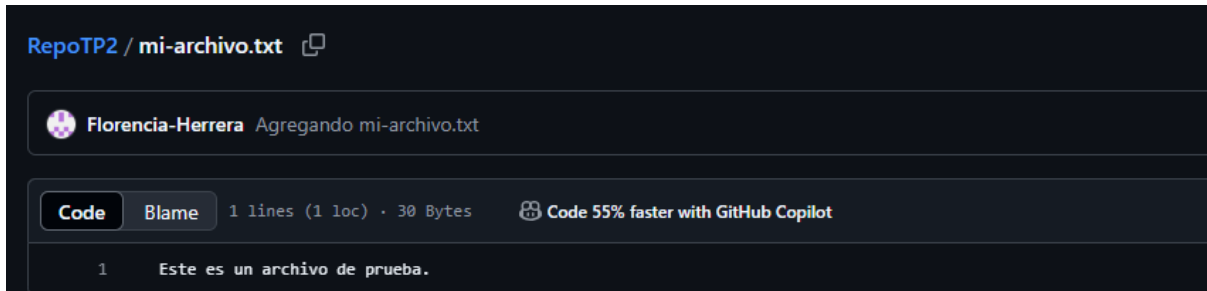 RepoTP2 / mi-archivo.txt
Florencia-Herrera Agregando mi-archivo.txt
Code Blame 1 lines (1 loc) · 30 Bytes Code 55% faster with GitHub Copilot
1 Este es un archivo de prueba.